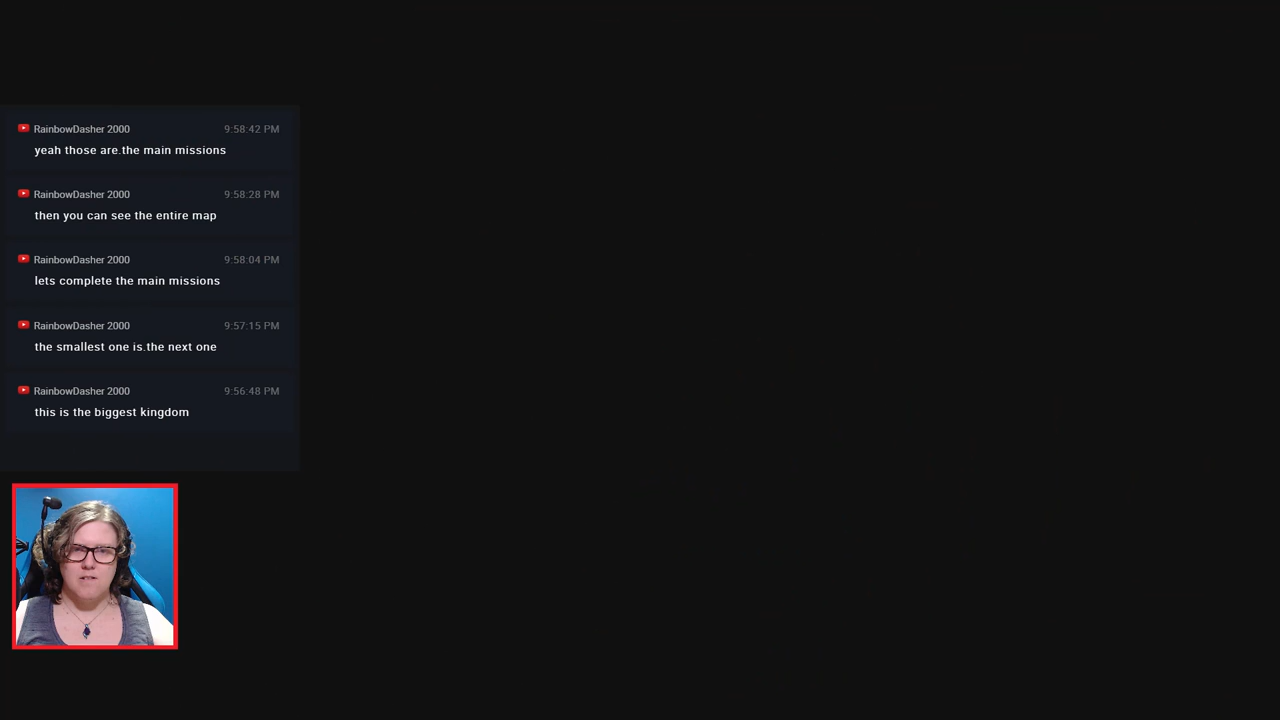 RainbowDasher 2000 9:58:42 PM
yeah those are.the main missions
RainbowDasher 2000 9:58:28 PM
then you can see the entire map
RainbowDasher 2000 9:58:04 PM
lets complete the main missions
RainbowDasher 2000 9:57:15 PM
the smallest one is.the next one
RainbowDasher 2000 9:56:48 PM
this is the biggest kingdom